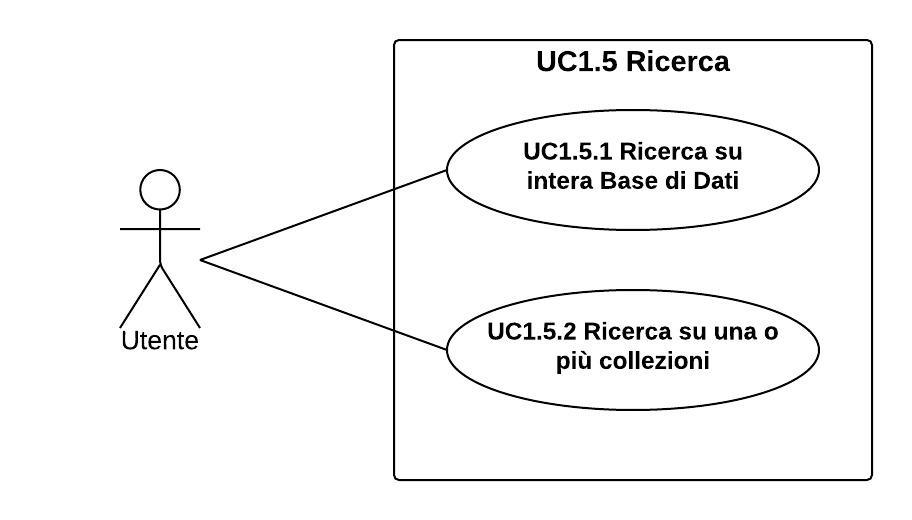 UC1.5 Ricerca
UC1.5.1 Ricerca su
intera Base di Dati
UC1.5.2 Ricerca su una o
più collezioni
Utente